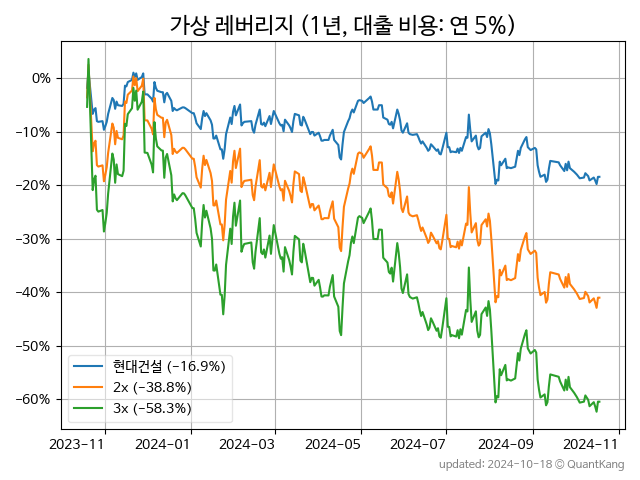 가상 레버리지 (1년, 대출 비용: 연 5%)
0%
−10%
−20%
−30%
−40%
−50%
−60%
현대건설 (−16.9%)
2x (−38.8%)
3x (−58.3%)
2023-11
2024-01
2024-03
2024-05
2024-07
2024-09
2024-11
updated: 2024-10-18 © QuantKang